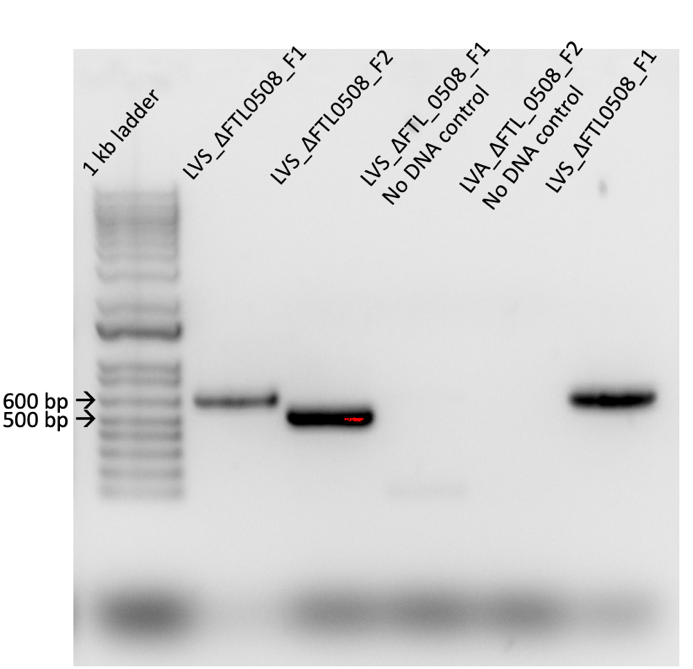 1 kb ladder
LVS_ΔFTL0508_F1
LVS_ΔFTL0508_F2
LVS_ΔFTL_0508_F1
No DNA control
LVA_ΔFTL_0508_F2
No DNA control
LVS_ΔFTL0508_F1
600 bp →
500 bp →